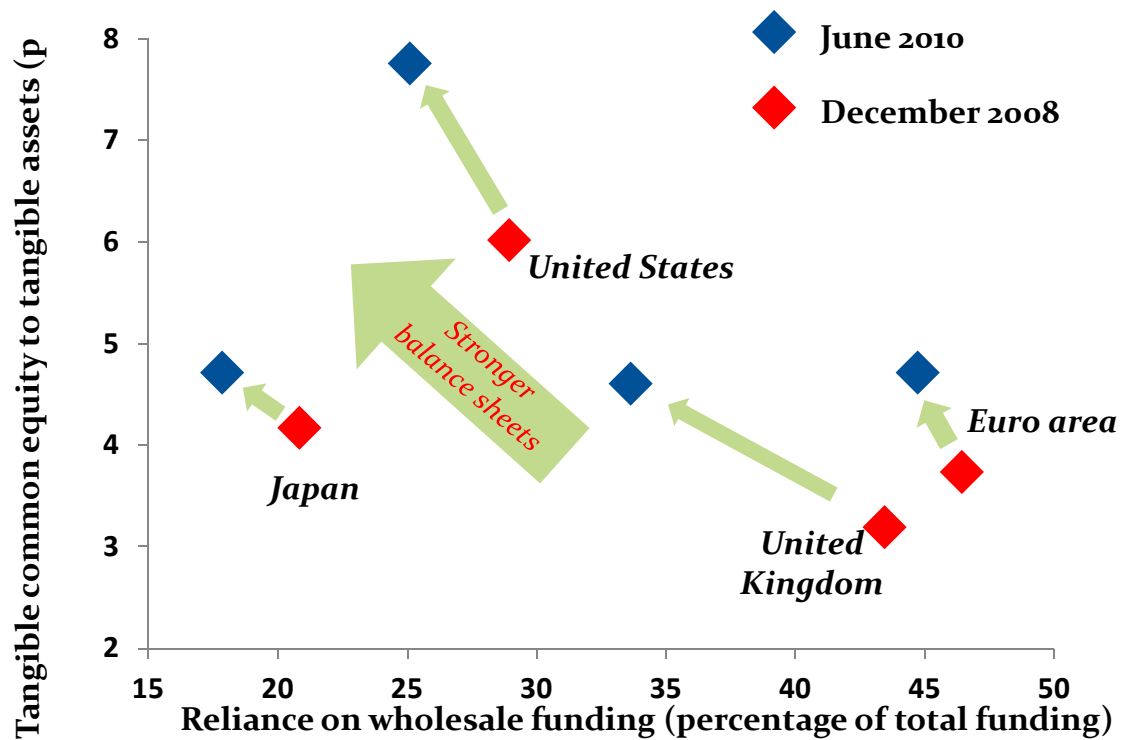 Tangible common equity to tangible assets (p
8
7
6
5
4
3
2
June 2010
December 2008
United States
Stronger
balance sheets
Euro area
Japan
United
Kingdom
15 20 25 30 35 40 45 50
Reliance on wholesale funding (percentage of total funding)